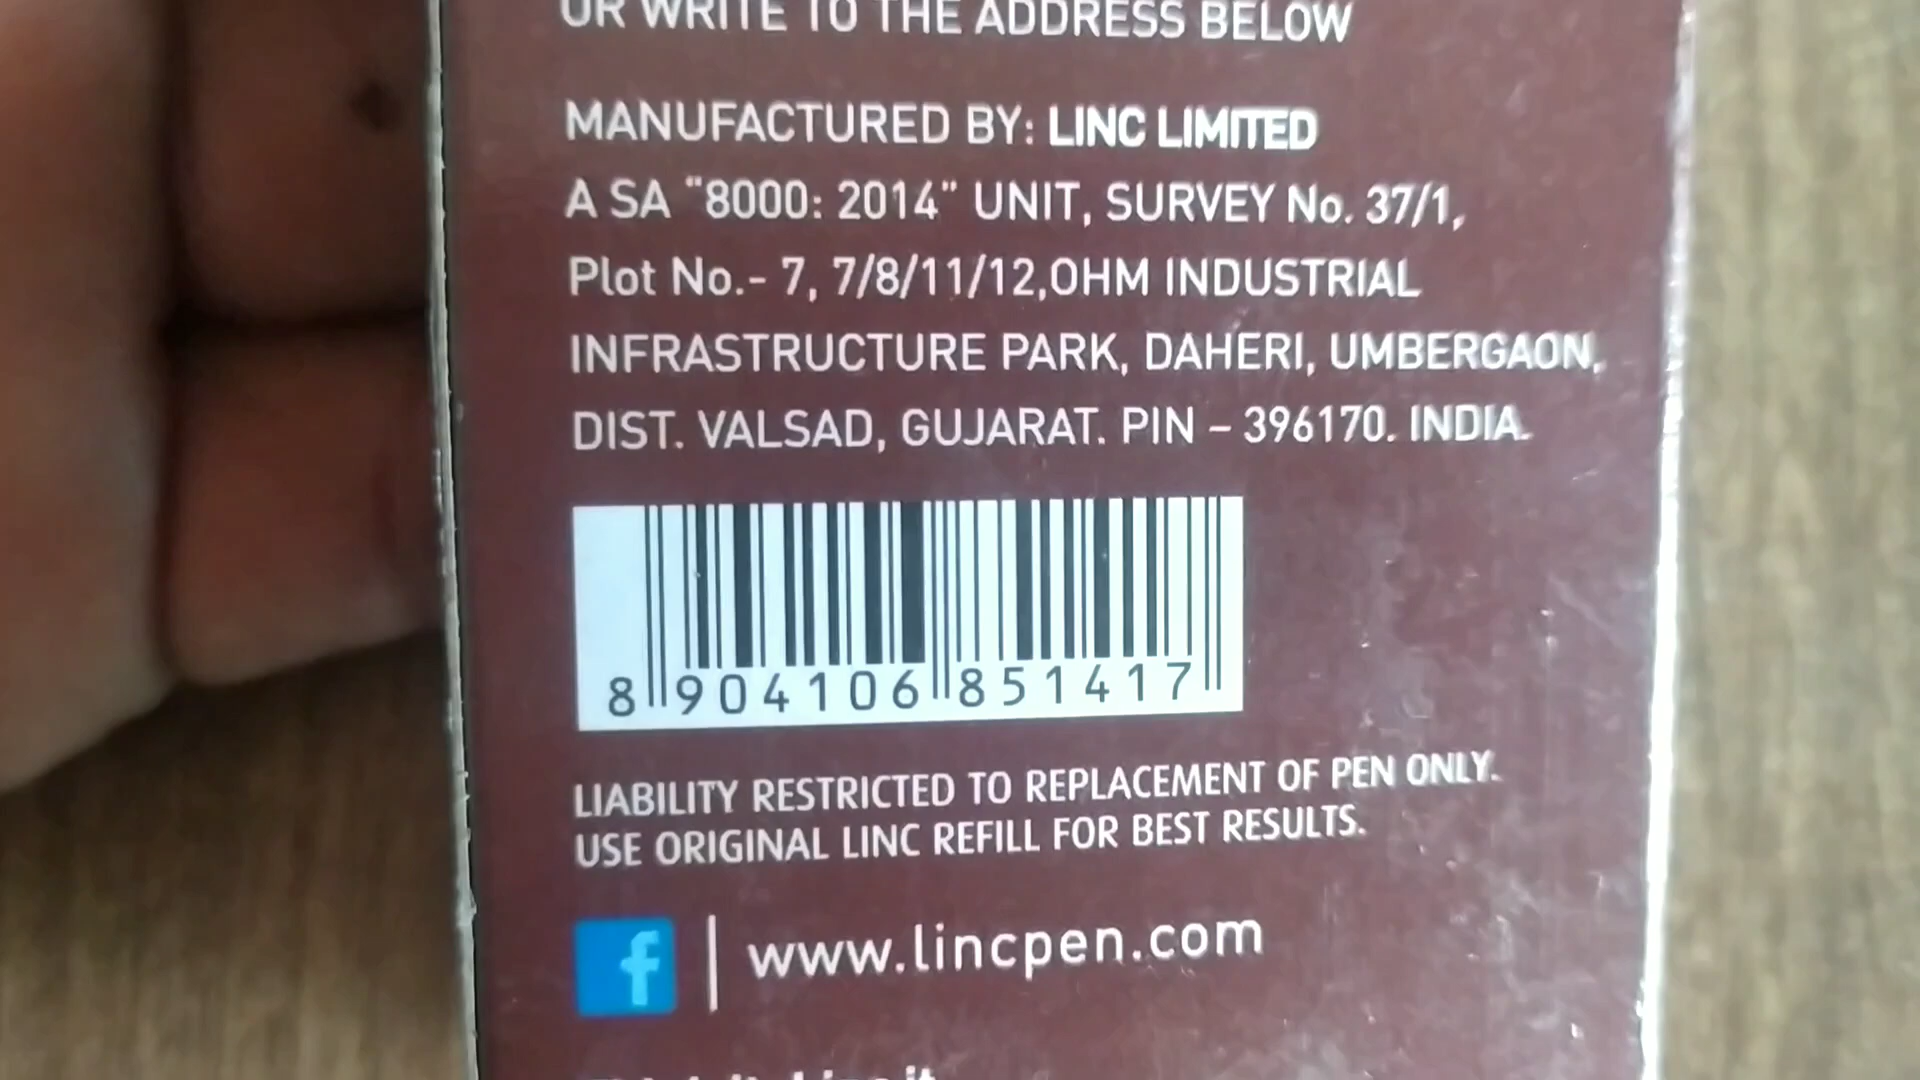 OR WRITE TO THE ADDRESS BELOW
MANUFACTURED BY: LINC LIMITED
A SA "8000: 2014" UNIT, SURVEY No. 37/1,
Plot No.- 7, 7/8/11/12,OHM INDUSTRIAL
INFRASTRUCTURE PARK, DAHERI, UMBERGAON,
DIST. VALSAD, GUJARAT. PIN – 396170. INDIA.
8 904106 851417
LIABILITY RESTRICTED TO REPLACEMENT OF PEN ONLY.
USE ORIGINAL LINC REFILL FOR BEST RESULTS.
f | www.lincpen.com